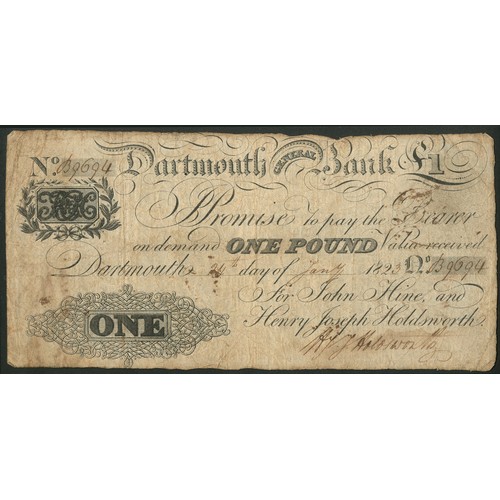 No. B9694 Dartmouth GENERAL Bank £1
I Promise to pay the Bearer
on demand ONE POUND Value received
Dartmouth 24th day of Jany 1823 No. B9694
For John Hine, and
ONE Henry Joseph Holdsworth
H J Holdsworth